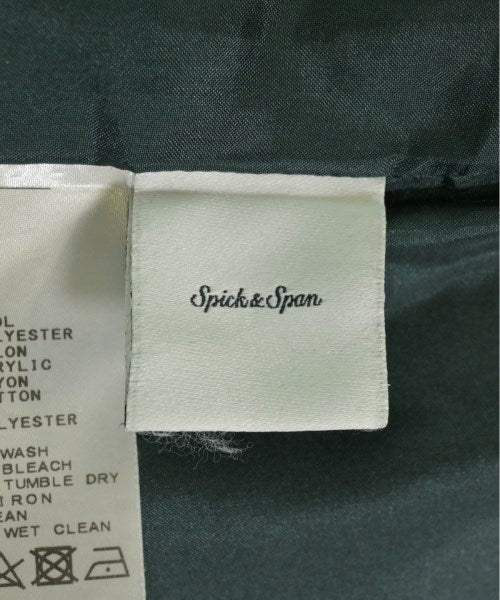 Spick & Span
OL
LYESTER
LON
RYLIC
YON
TTON
LYESTER
WASH
BLEACH
TUMBLE DRY
IRON
EAN
WET CLEAN